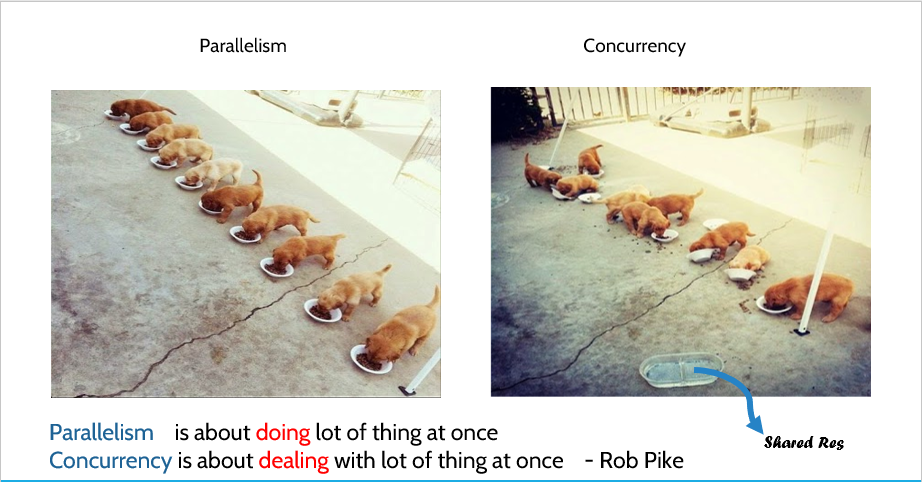 Parallelism
Concurrency
Shared Res
Parallelism is about doing lot of thing at once
Concurrency is about dealing with lot of thing at once - Rob Pike